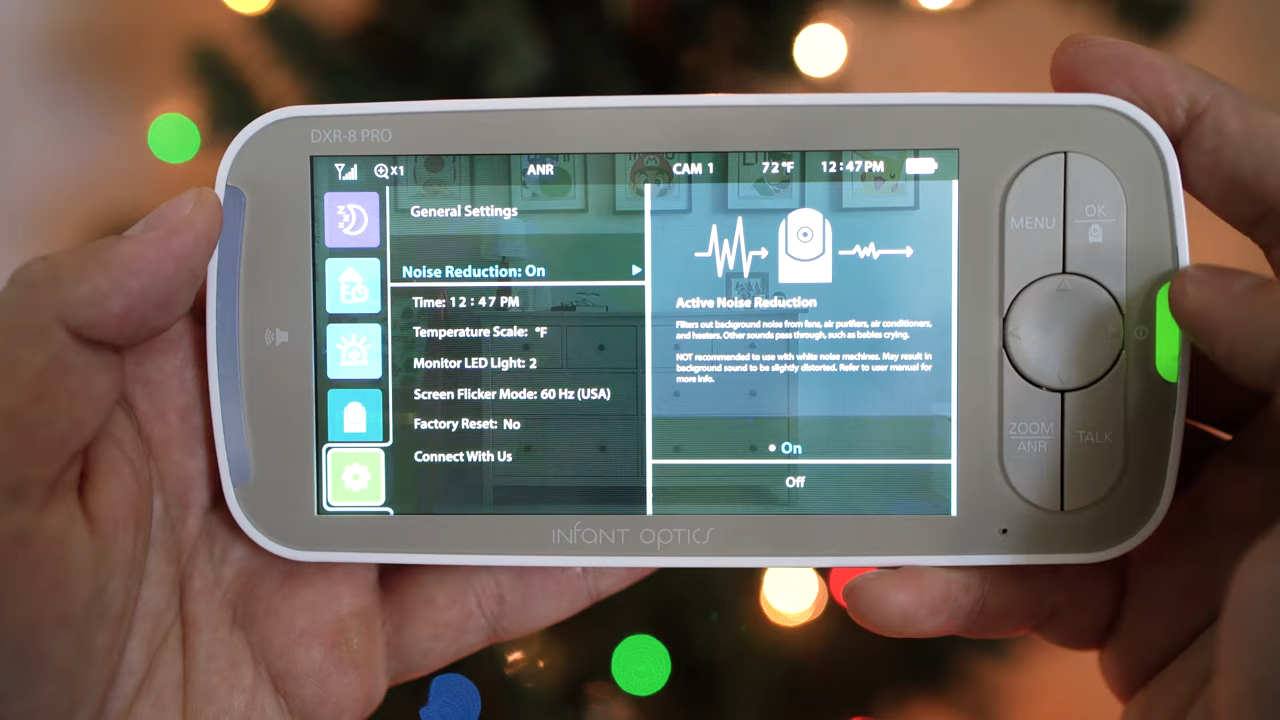 DXR-8 PRO
X1 ANR CAM 1 72°F 12:47PM
General Settings
Noise Reduction: On
Time: 12:47 PM
Temperature Scale: °F
Monitor LED Light: 2
Screen Flicker Mode: 60 Hz (USA)
Factory Reset: No
Connect With Us
Active Noise Reduction
Filters out background noise from fans, air purifiers, air conditioners,
and heaters. Other sounds pass through, such as babies crying.
NOT recommended to use with white noise machines. May result in
background sound to be slightly distorted. Refer to user manual for
more info.
On
Off
MENU
OK
ZOOM
ANR
TALK
INFANT OPTICS